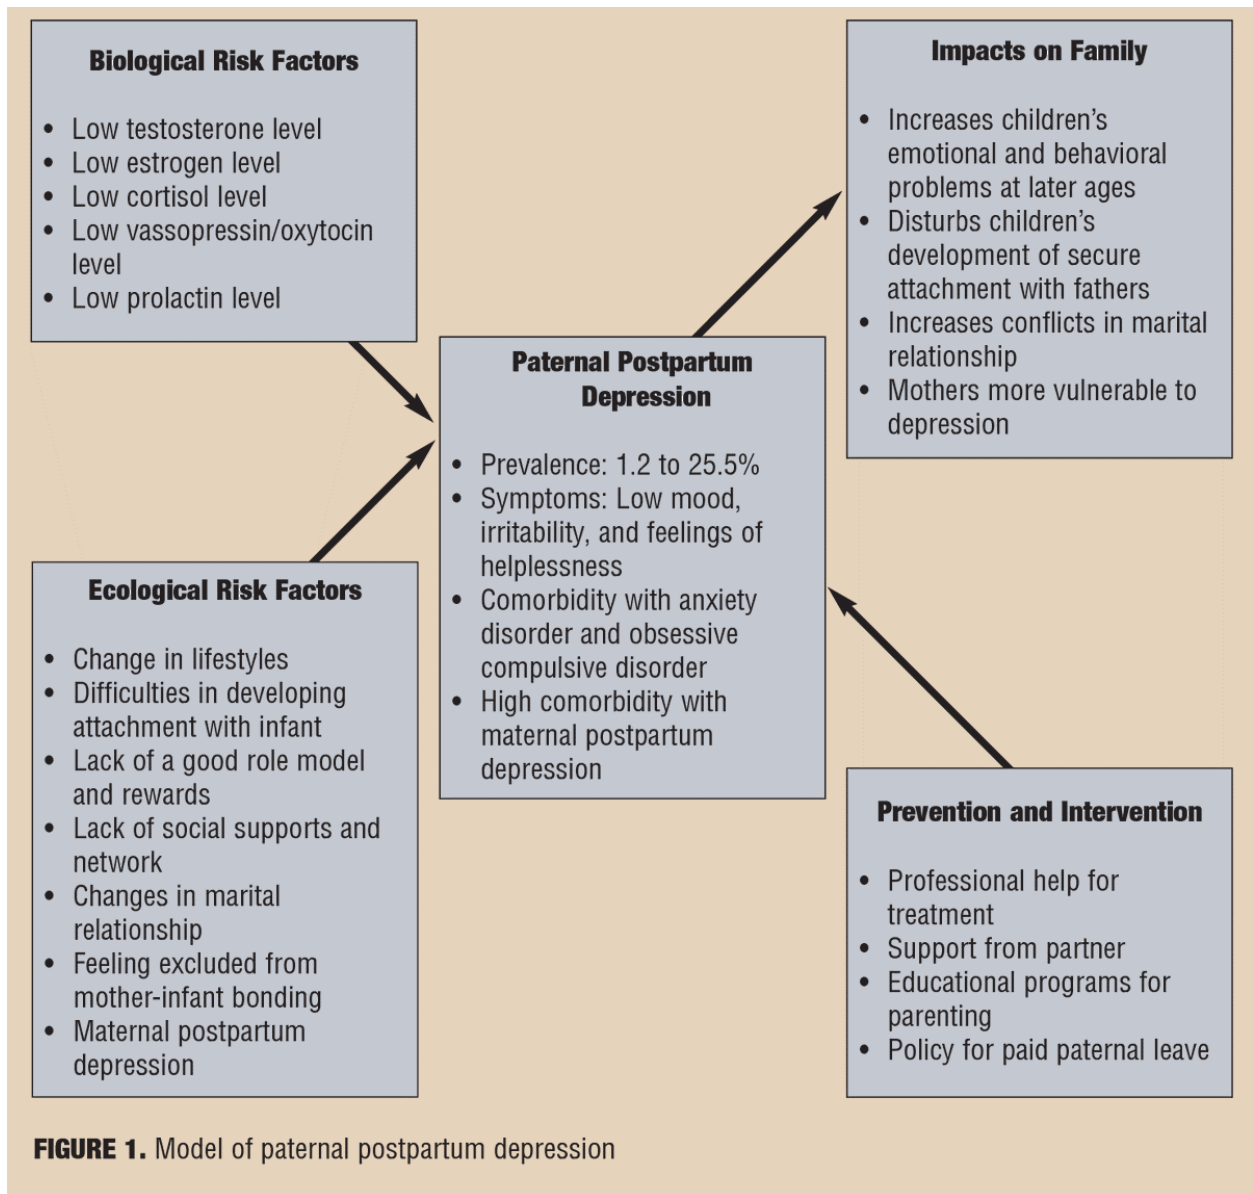 Biological Risk Factors
• Low testosterone level
• Low estrogen level
• Low cortisol level
• Low vassopressin/oxytocin
level
• Low prolactin level
Ecological Risk Factors
• Change in lifestyles
• Difficulties in developing
attachment with infant
• Lack of a good role model
and rewards
• Lack of social supports and
network
• Changes in marital
relationship
• Feeling excluded from
mother-infant bonding
• Maternal postpartum
depression
Paternal Postpartum
Depression
• Prevalence: 1.2 to 25.5%
• Symptoms: Low mood,
irritability, and feelings of
helplessness
• Comorbidity with anxiety
disorder and obsessive
compulsive disorder
• High comorbidity with
maternal postpartum
depression
Impacts on Family
• Increases children’s
emotional and behavioral
problems at later ages
• Disturbs children’s
development of secure
attachment with fathers
• Increases conflicts in marital
relationship
• Mothers more vulnerable to
depression
Prevention and Intervention
• Professional help for
treatment
• Support from partner
• Educational programs for
parenting
• Policy for paid paternal leave
FIGURE 1. Model of paternal postpartum depression